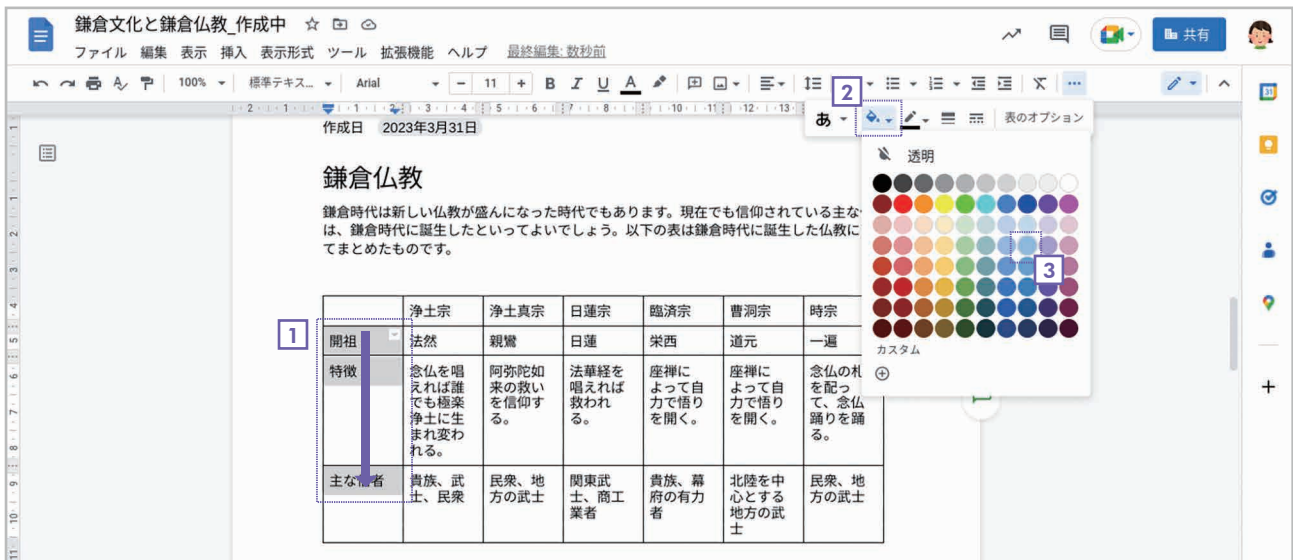 鎌倉文化と鎌倉仏教_作成中
ファイル 編集 表示 挿入 表示形式 ツール 拡張機能 ヘルプ 最終編集: 数秒前
共有
100% 標準テキス... Arial - 11 + B I U A
2
31
2 1 1 2 3 4 5 6 7 8 10 11 12 13
あ 表のオプション
作成日 2023年3月31日
透明
鎌倉仏教
鎌倉時代は新しい仏教が盛んになった時代でもあります。現在でも信仰されている主な
は、鎌倉時代に誕生したといってよいでしょう。以下の表は鎌倉時代に誕生した仏教に
てまとめたものです。
3
カスタム
1
浄土宗 浄土真宗 日蓮宗 臨済宗 曹洞宗 時宗
開祖 法然 親鸞 日蓮 栄西 道元 一遍
特徴
念仏を唱
えれば誰
でも極楽
浄土に生
まれ変わ
れる。
阿弥陀如
来の救い
を信仰す
る。
法華経を
唱えれば
救われ
る。
座禅に
よって自
力で悟り
を開く。
座禅に
よって自
力で悟り
を開く。
念仏の札
を配っ
て、念仏
踊りを踊
る。
主な信者
貴族、武
士、民衆
民衆、地
方の武士
関東武
士、商工
業者
貴族、幕
府の有力
者
北陸を中
心とする
地方の武
士
民衆、地
方の武士